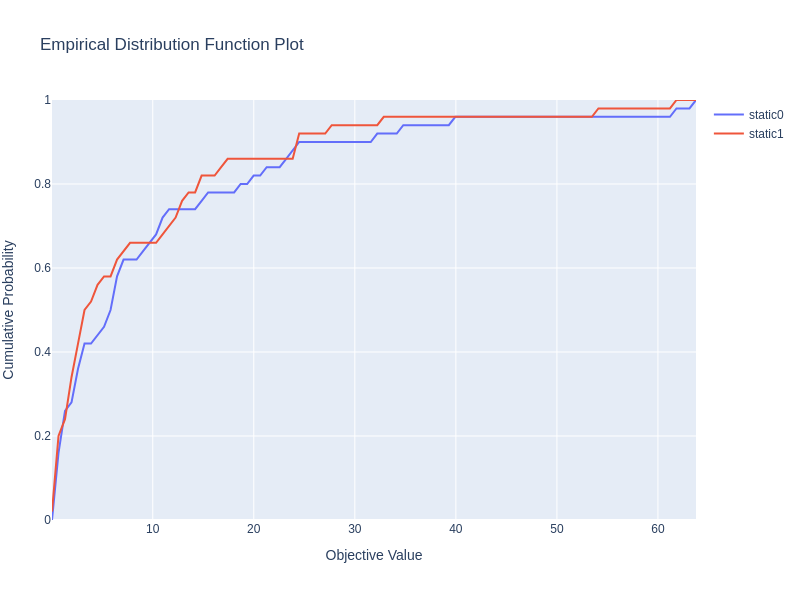 Empirical Distribution Function Plot
1
0.8
0.6
0.4
0.2
0
10
20
30
40
50
60
Objective Value
Cumulative Probability
static0
static1